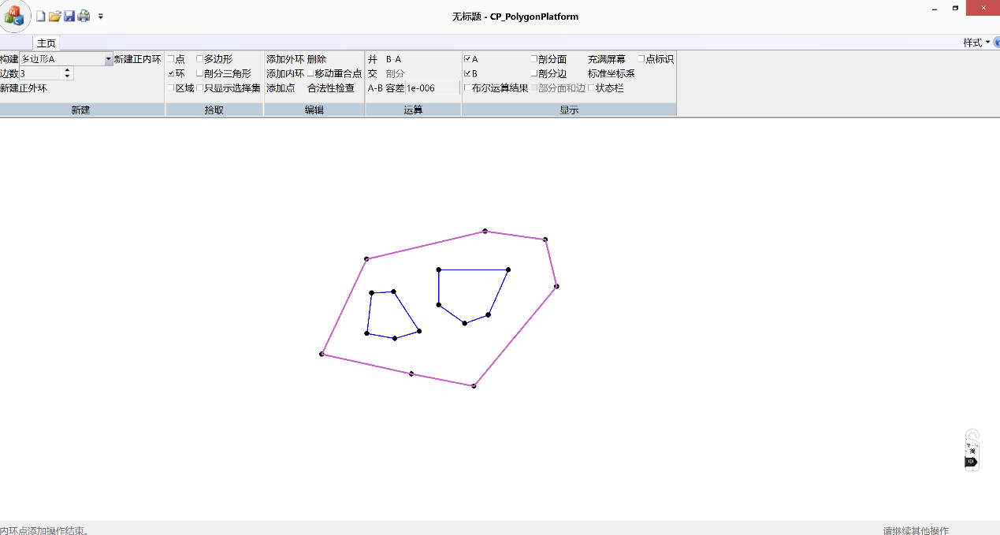 无标题 - CP_PolygonPlatform
主页
样式
构建 多边形A 新建正内环 点 多边形 添加外环 删除 并 B-A A 剖分面 充满屏幕 点标识
边数 3 环 剖分三角形 添加内环 移动重合点 交 剖分 B 剖分边 标准坐标系
新建正外环 区域 只显示选择集 添加点 合法性检查 A-B 容差 1e-006 布尔运算结果 部分面和边 状态栏
新建 拾取 编辑 运算 显示
简
中
内环点添加操作结束。 请继续其他操作